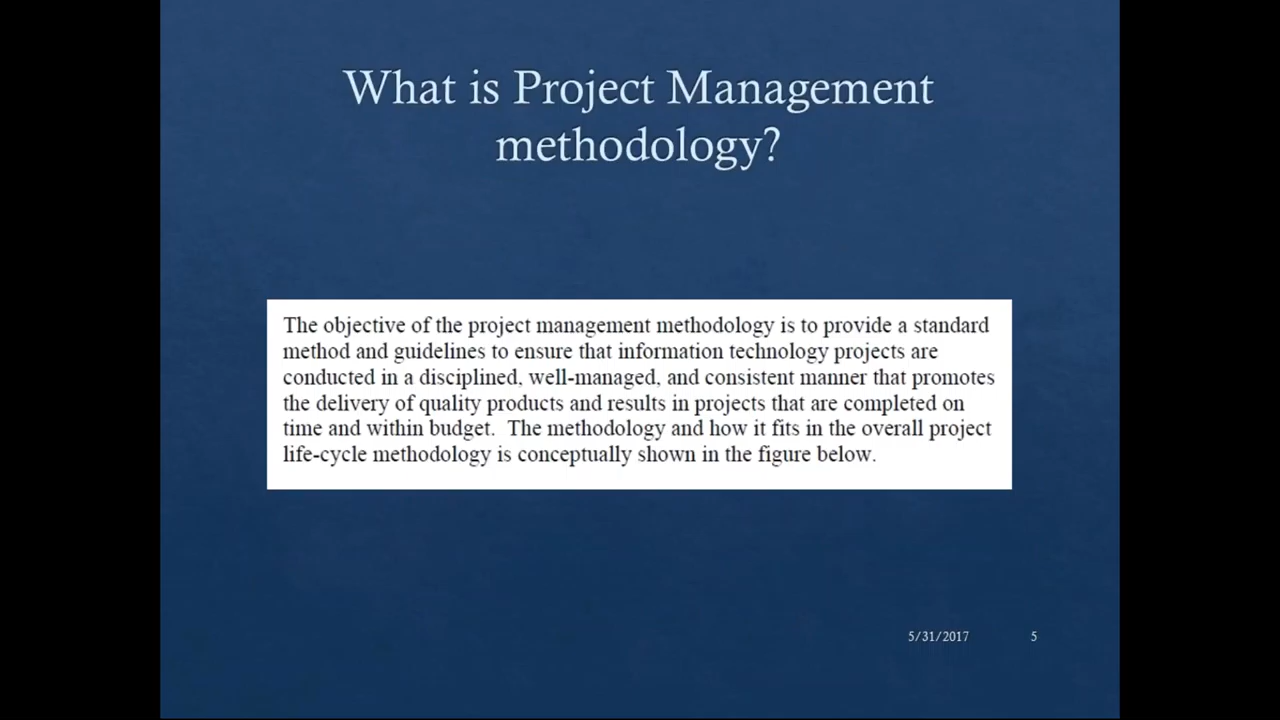 What is Project Management
methodology?
The objective of the project management methodology is to provide a standard
method and guidelines to ensure that information technology projects are
conducted in a disciplined, well-managed, and consistent manner that promotes
the delivery of quality products and results in projects that are completed on
time and within budget.  The methodology and how it fits in the overall project
life-cycle methodology is conceptually shown in the figure below.
5/31/2017 5